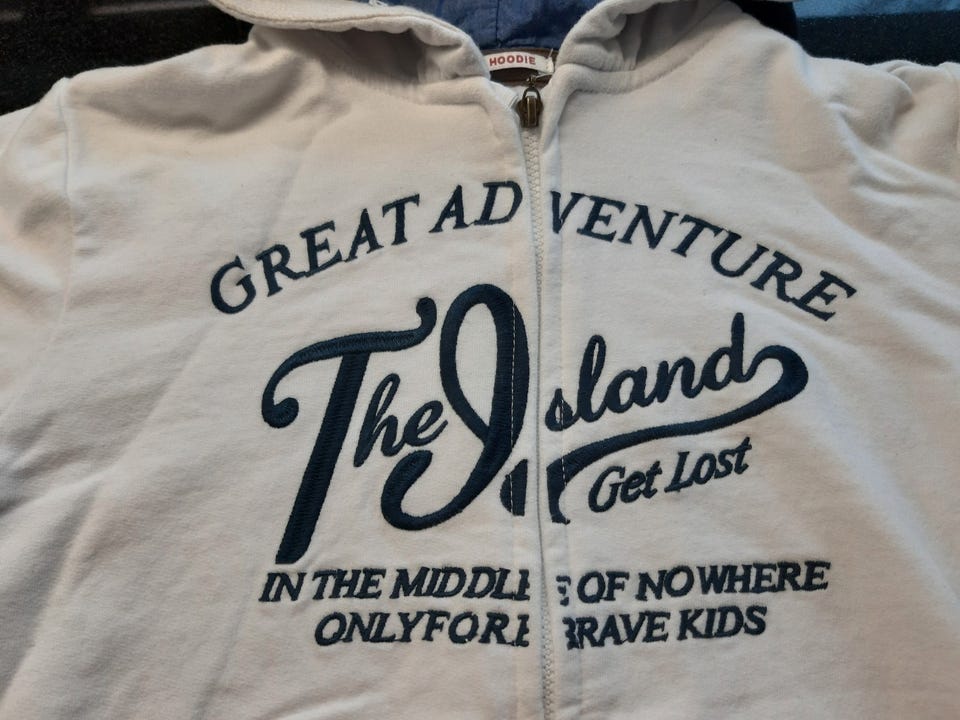 HOODIE
GREAT ADVENTURE
The Island
Get Lost
IN THE MIDDLE OF NOWHERE
ONLYFOR BRAVE KIDS